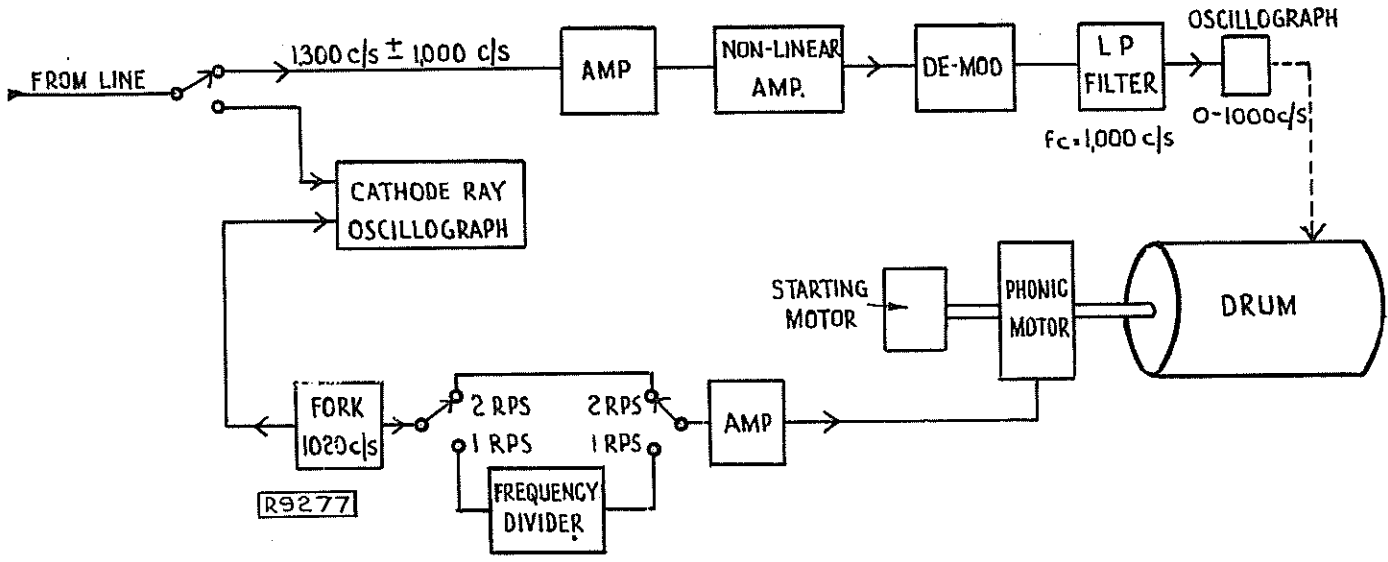 OSCILLOGRAPH
FROM LINE
1300 c/s ± 1,000 c/s
AMP
NON-LINEAR
AMP.
DE-MOD
L P
FILTER
0-1000c/s
fc=1,000 c/s
CATHODE RAY
OSCILLOGRAPH
STARTING
MOTOR
PHONIC
MOTOR
DRUM
FORK
1020c/s
2 RPS
2 RPS
1 RPS
1 RPS
AMP
FREQUENCY
DIVIDER
R9277